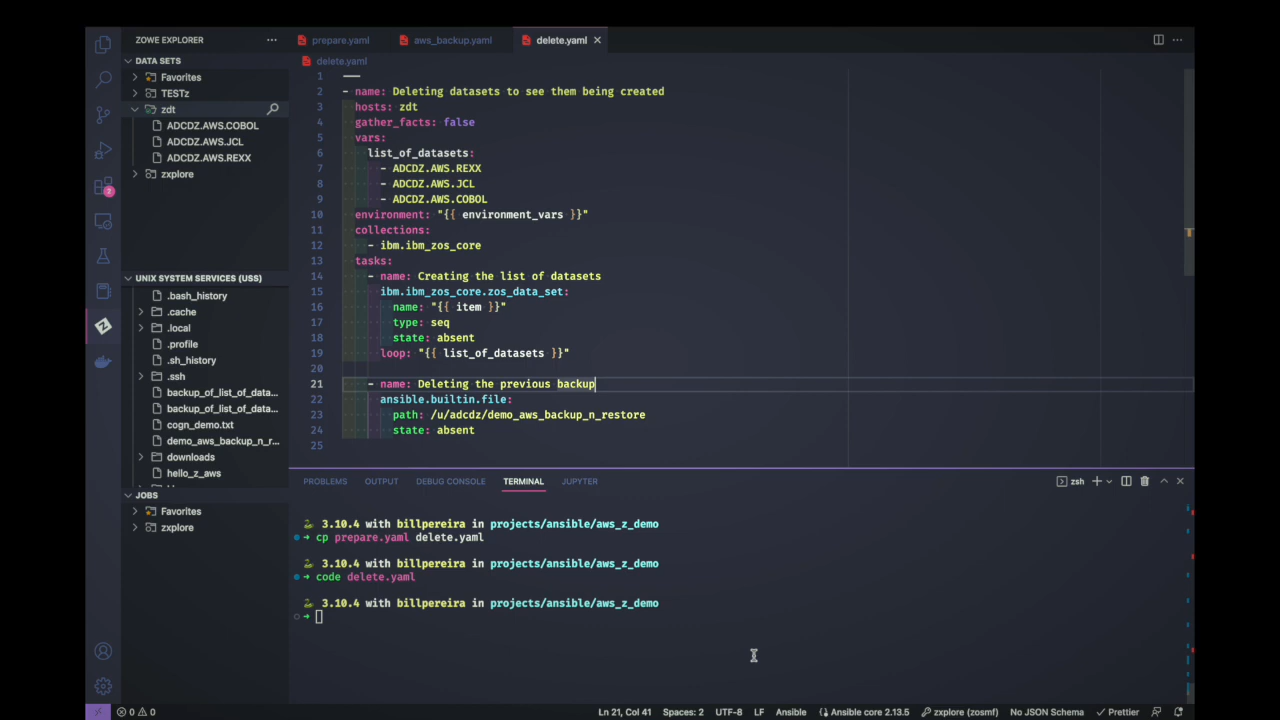 ZOWE EXPLORER
DATA SETS
Favorites
TESTz
zdt
ADCDZ.AWS.COBOL
ADCDZ.AWS.JCL
ADCDZ.AWS.REXX
zxplore
UNIX SYSTEM SERVICES (USS)
.bash_history
.cache
.local
.profile
.sh_history
.ssh
backup_of_list_of_data...
backup_of_list_of_data...
cogn_demo.txt
demo_aws_backup_n_r...
downloads
hello_z_aws
JOBS
Favorites
zxplore
2
prepare.yaml aws_backup.yaml delete.yaml
delete.yaml
1 ---
2 - name: Deleting datasets to see them being created
3 hosts: zdt
4 gather_facts: false
5 vars:
6 list_of_datasets:
7 - ADCDZ.AWS.REXX
8 - ADCDZ.AWS.JCL
9 - ADCDZ.AWS.COBOL
10 environment: "{{ environment_vars }}"
11 collections:
12 - ibm.ibm_zos_core
13 tasks:
14 - name: Creating the list of datasets
15 ibm.ibm_zos_core.zos_data_set:
16 name: "{{ item }}"
17 type: seq
18 state: absent
19 loop: "{{ list_of_datasets }}"
20
21 - name: Deleting the previous backup
22 ansible.builtin.file:
23 path: /u/adcdz/demo_aws_backup_n_restore
24 state: absent
25
PROBLEMS OUTPUT DEBUG CONSOLE TERMINAL JUPYTER zsh
3.10.4 with billpereira in projects/ansible/aws_z_demo
➜ cp prepare.yaml delete.yaml
3.10.4 with billpereira in projects/ansible/aws_z_demo
➜ code delete.yaml
3.10.4 with billpereira in projects/ansible/aws_z_demo
➜
0 0 Ln 21, Col 41 Spaces: 2 UTF-8 LF Ansible Ansible core 2.13.5 zxplore (zosmf) No JSON Schema Prettier